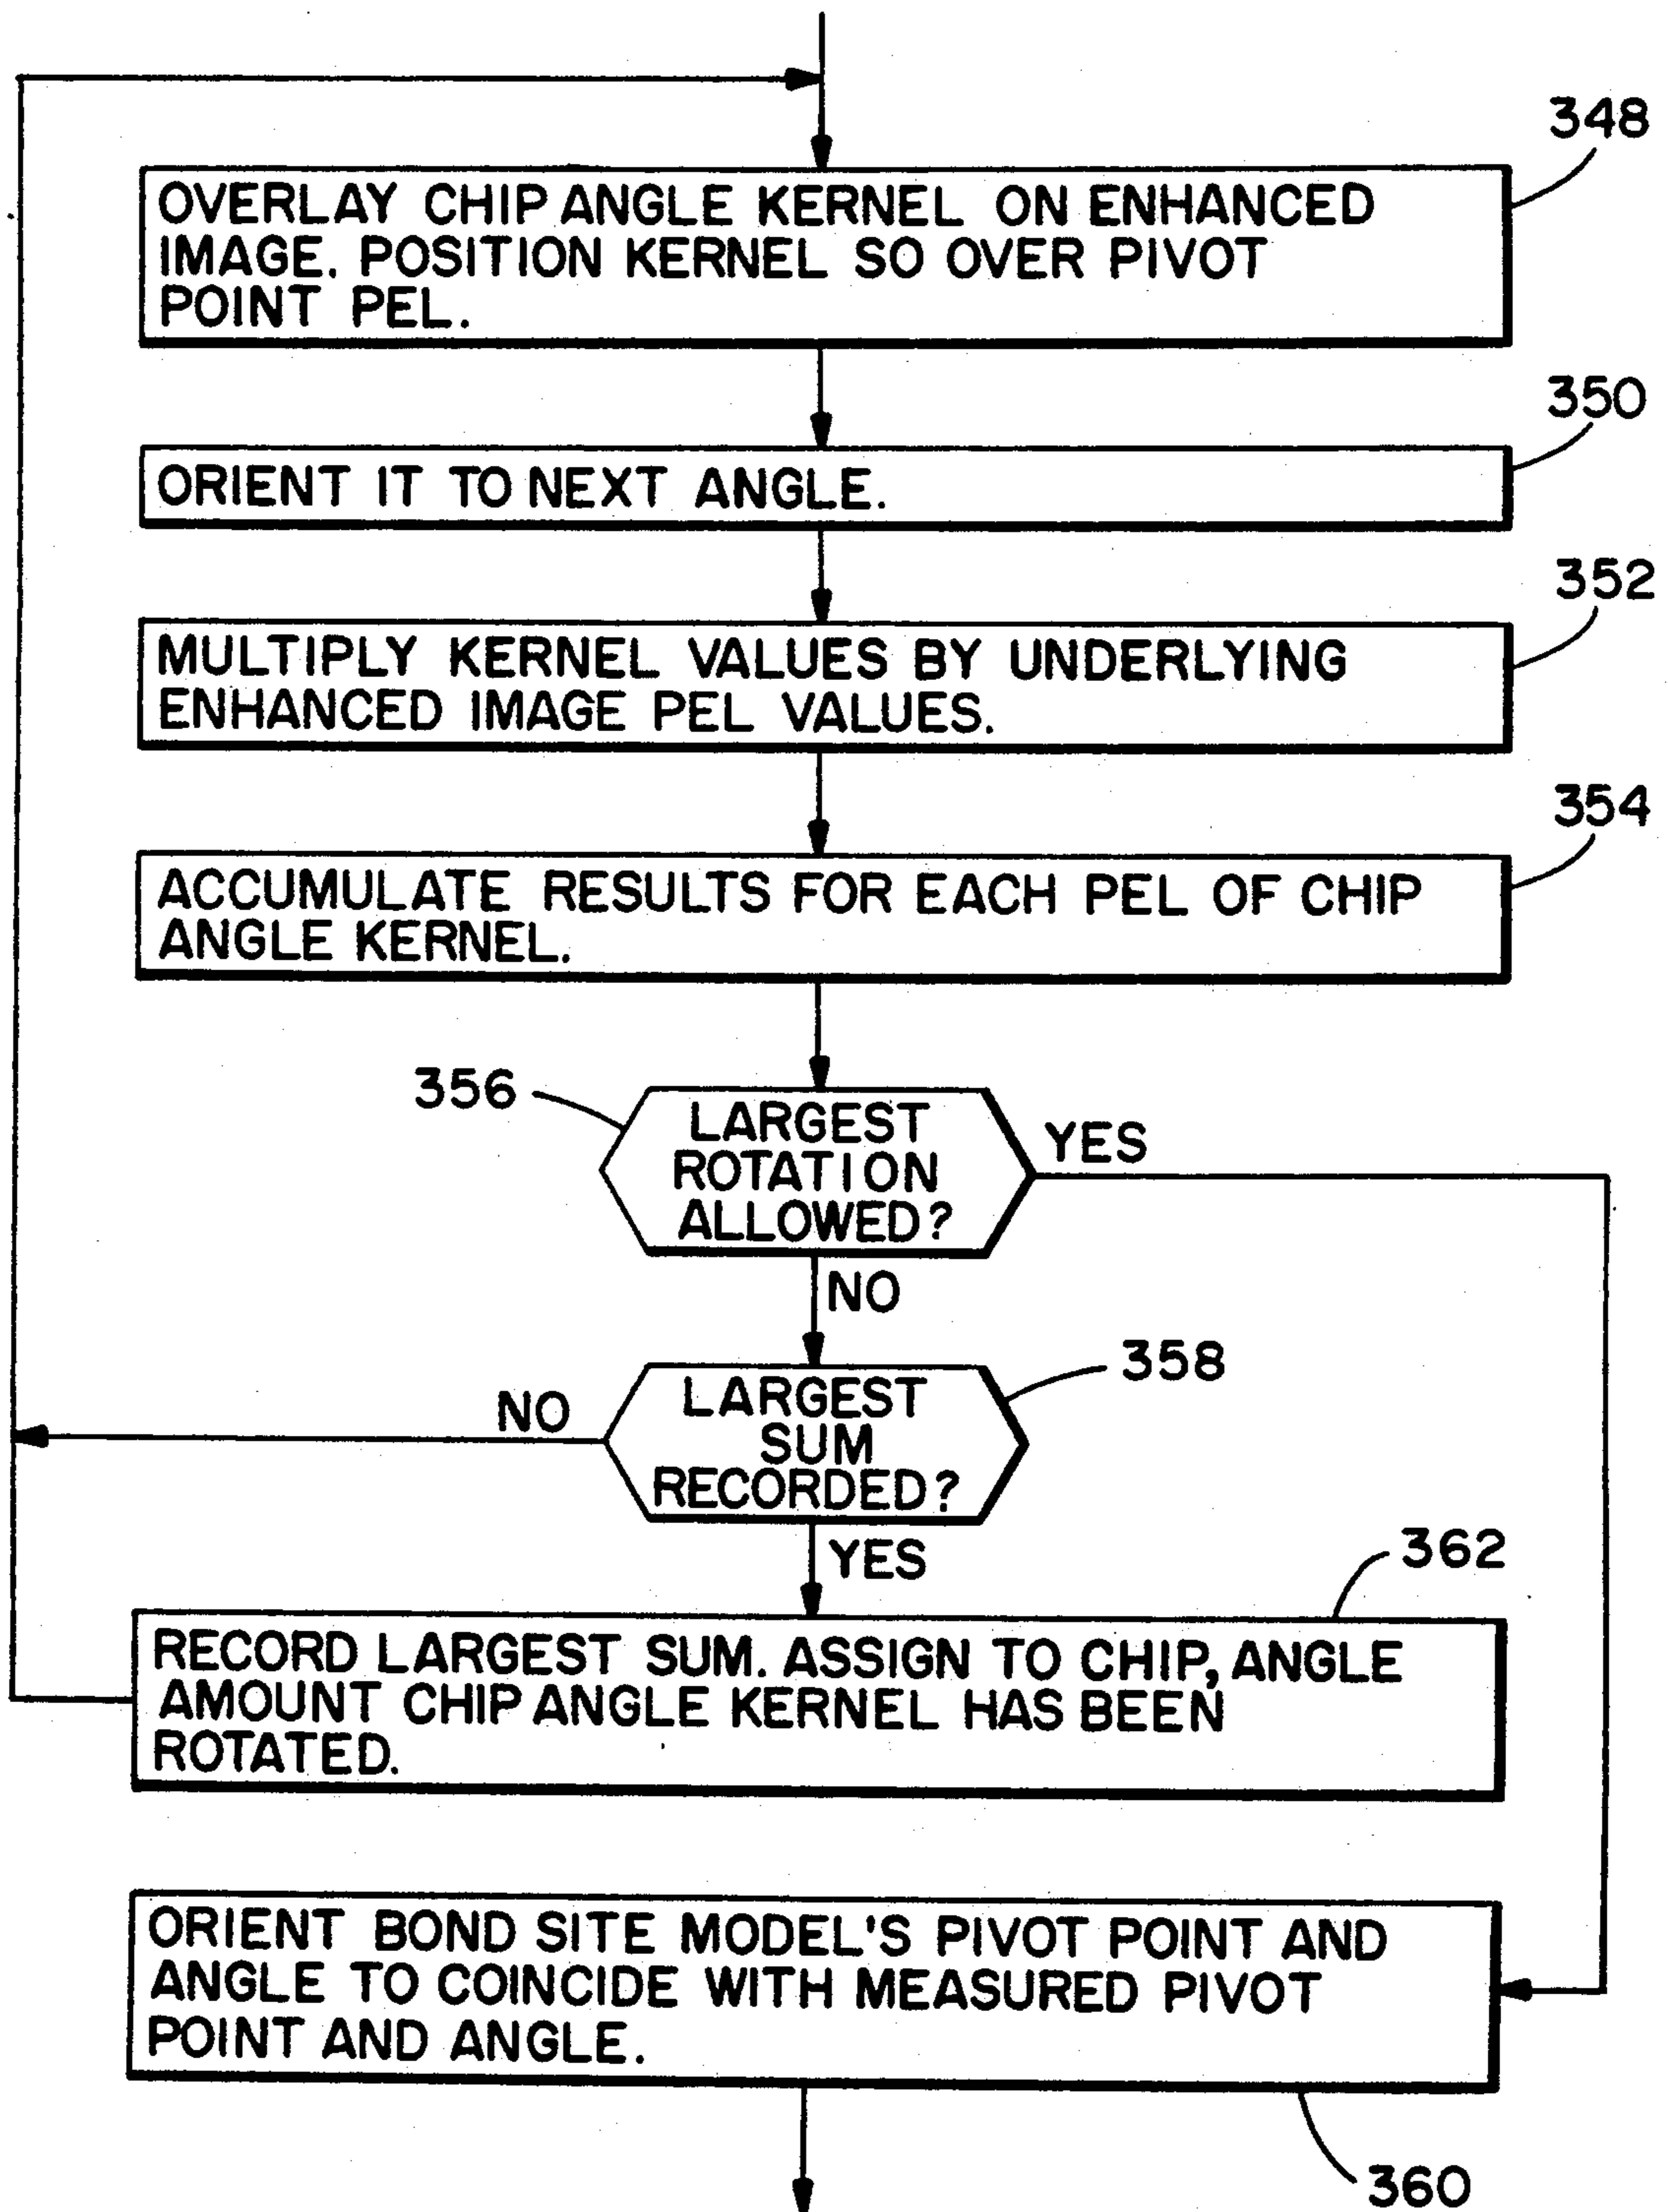 348
OVERLAY CHIP ANGLE KERNEL ON ENHANCED
IMAGE. POSITION KERNEL SO OVER PIVOT
POINT PEL.
350
ORIENT IT TO NEXT ANGLE.
352
MULTIPLY KERNEL VALUES BY UNDERLYING
ENHANCED IMAGE PEL VALUES.
354
ACCUMULATE RESULTS FOR EACH PEL OF CHIP
ANGLE KERNEL.
356
LARGEST
ROTATION
ALLOWED?
YES
NO
358
LARGEST
SUM
RECORDED?
NO
YES
362
RECORD LARGEST SUM. ASSIGN TO CHIP, ANGLE
AMOUNT CHIP ANGLE KERNEL HAS BEEN
ROTATED.
ORIENT BOND SITE MODEL'S PIVOT POINT AND
ANGLE TO COINCIDE WITH MEASURED PIVOT
POINT AND ANGLE.
360